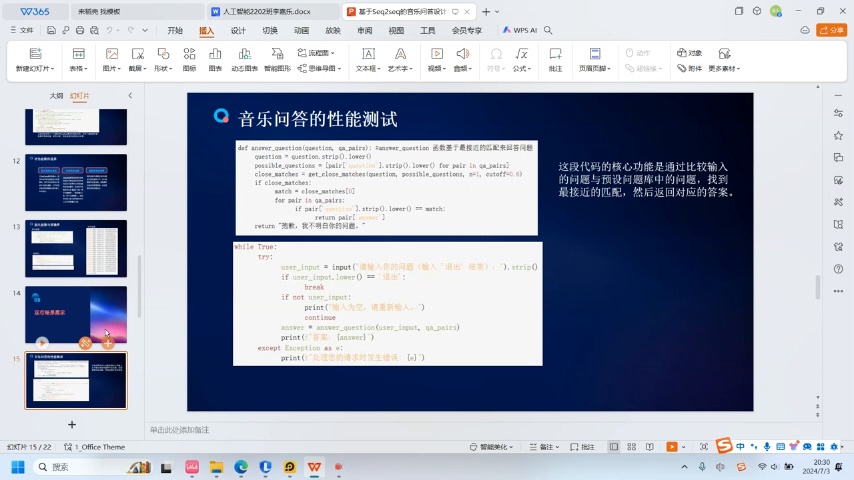 W365
来稿亮 找模板
人工智能2202班李嘉乐.docx
基于Seq2seq的音乐问答设计
文件
开始
插入
设计
切换
动画
放映
审阅
视图
工具
会员专享
WPS AI
分享
新建幻灯片
表格
图片
截屏
形状
图标
图表
动态图表
智能图形
流程图
思维导图
文本框
艺术字
视频
音频
符号
公式
批注
页眉页脚
动作
超链接
对象
附件
更多素材
大纲
幻灯片
12
13
14
运行结果展示
15
音乐问答的性能测试
def answer_question(question, qa_pairs): #answer_question 函数基于最接近的匹配来回答问题
question = question.strip().lower()
possible_questions = [pair['question'].strip().lower() for pair in qa_pairs]
close_matches = get_close_matches(question, possible_questions, n=1, cutoff=0.6)
if close_matches:
match = close_matches[0]
for pair in qa_pairs:
if pair['question'].strip().lower() == match:
return pair['answer']
return "抱歉，我不明白你的问题。"
while True:
try:
user_input = input("请输入你的问题（输入 '退出' 结束）：").strip()
if user_input.lower() == '退出':
break
if not user_input:
print("输入为空，请重新输入。")
continue
answer = answer_question(user_input, qa_pairs)
print(f"答案：{answer}")
except Exception as e:
print(f"处理您的请求时发生错误：{e}")
这段代码的核心功能是通过比较输入
的问题与预设问题库中的问题，找到
最接近的匹配，然后返回对应的答案。
单击此处添加备注
幻灯片 15 / 22
1_Office Theme
智能美化
备注
批注
中
搜索
中
20:30
2024/7/3